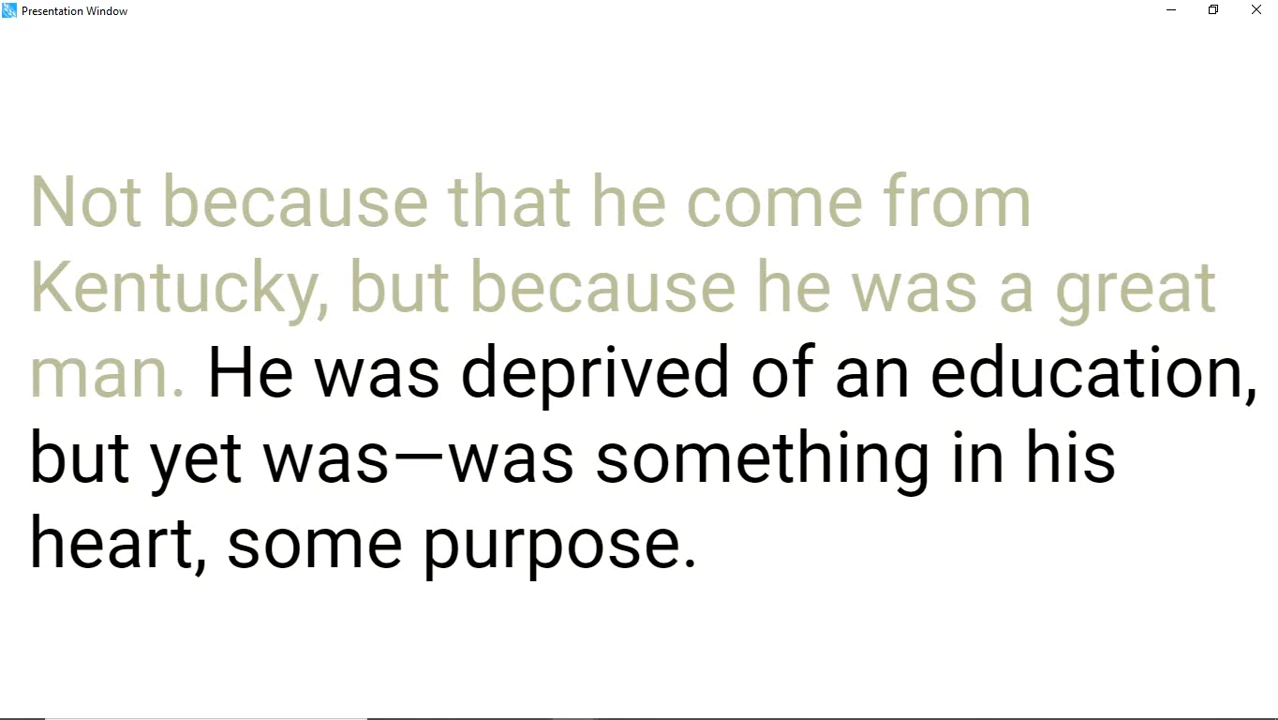 Presentation Window
Not because that he come from
Kentucky, but because he was a great
man. He was deprived of an education,
but yet was—was something in his
heart, some purpose.